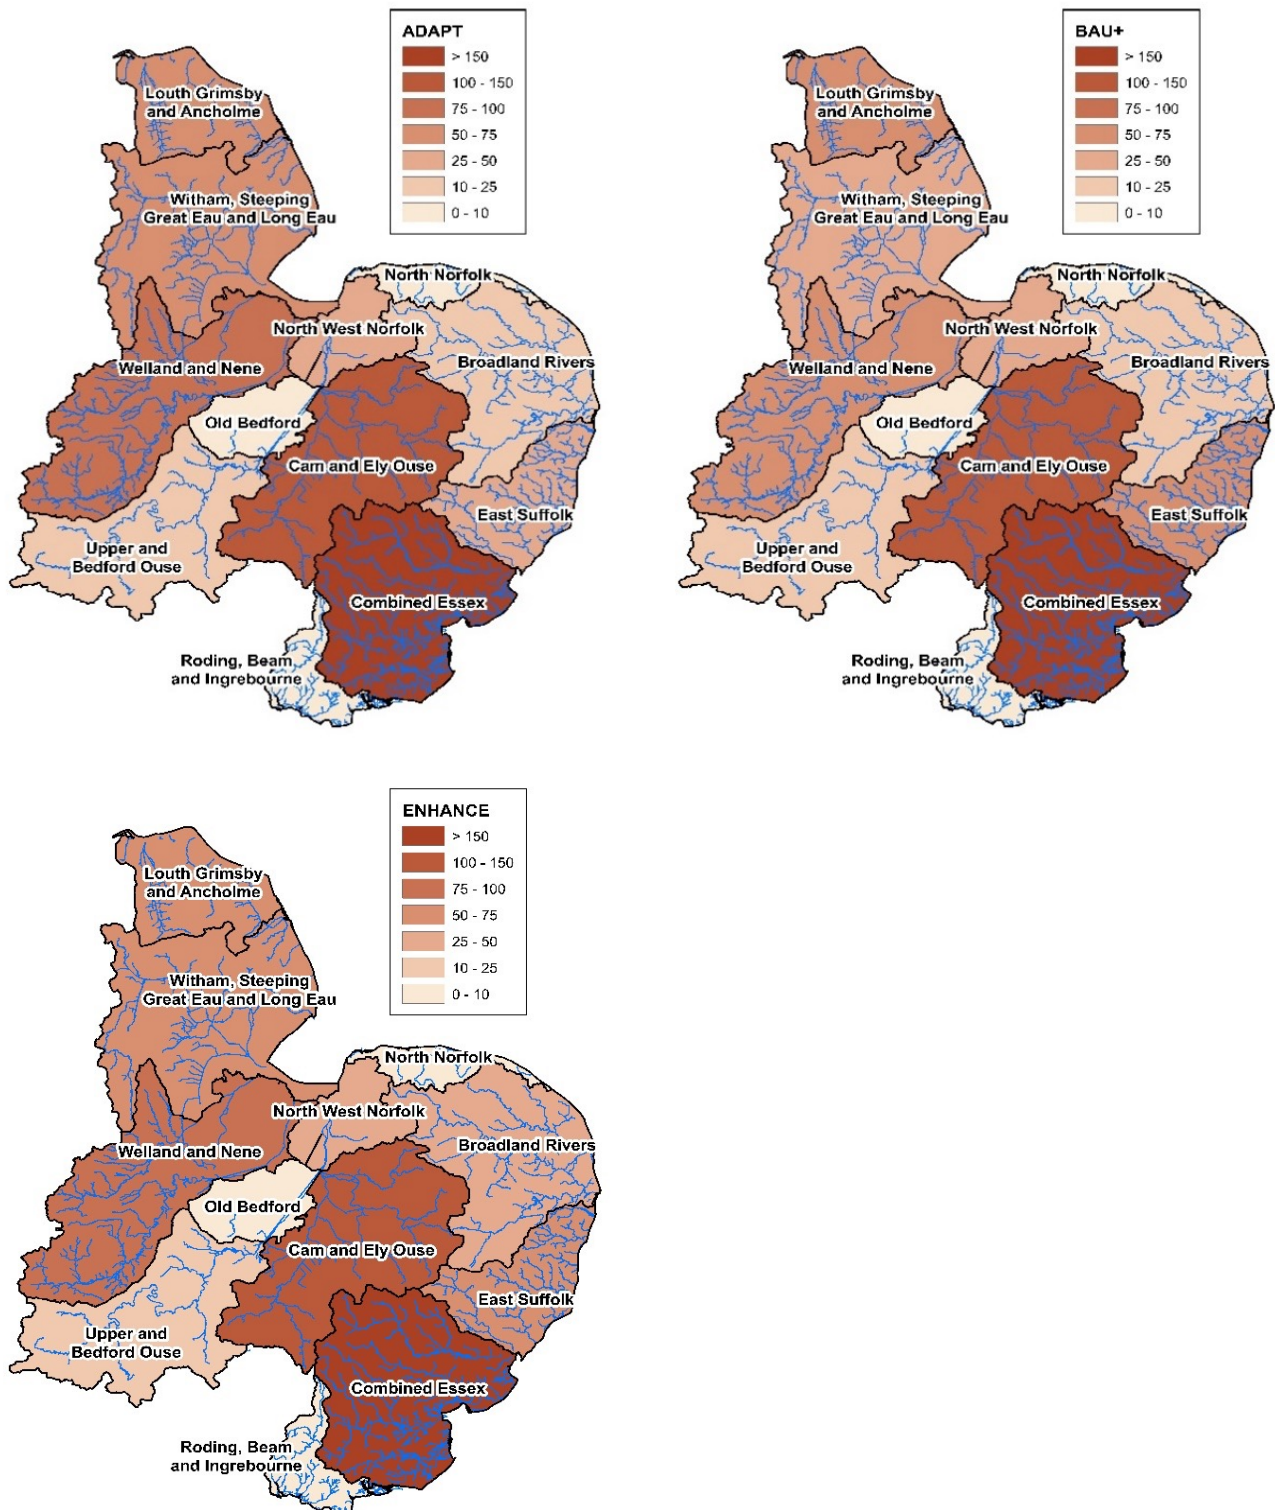 ADAPT
> 150
100 - 150
75 - 100
50 - 75
25 - 50
10 - 25
0 - 10
Louth Grimsby
and Ancholme
Witham, Steeping
Great Eau and Long Eau
North Norfolk
North West Norfolk
Broadland Rivers
Welland and Nene
Old Bedford
Cam and Ely Ouse
East Suffolk
Upper and
Bedford Ouse
Combined Essex
Roding, Beam
and Ingrebourne
BAU+
> 150
100 - 150
75 - 100
50 - 75
25 - 50
10 - 25
0 - 10
Louth Grimsby
and Ancholme
Witham, Steeping
Great Eau and Long Eau
North Norfolk
North West Norfolk
Broadland Rivers
Welland and Nene
Old Bedford
Cam and Ely Ouse
East Suffolk
Upper and
Bedford Ouse
Combined Essex
Roding, Beam
and Ingrebourne
ENHANCE
> 150
100 - 150
75 - 100
50 - 75
25 - 50
10 - 25
0 - 10
Louth Grimsby
and Ancholme
Witham, Steeping
Great Eau and Long Eau
North Norfolk
North West Norfolk
Broadland Rivers
Welland and Nene
Old Bedford
Cam and Ely Ouse
East Suffolk
Upper and
Bedford Ouse
Combined Essex
Roding, Beam
and Ingrebourne